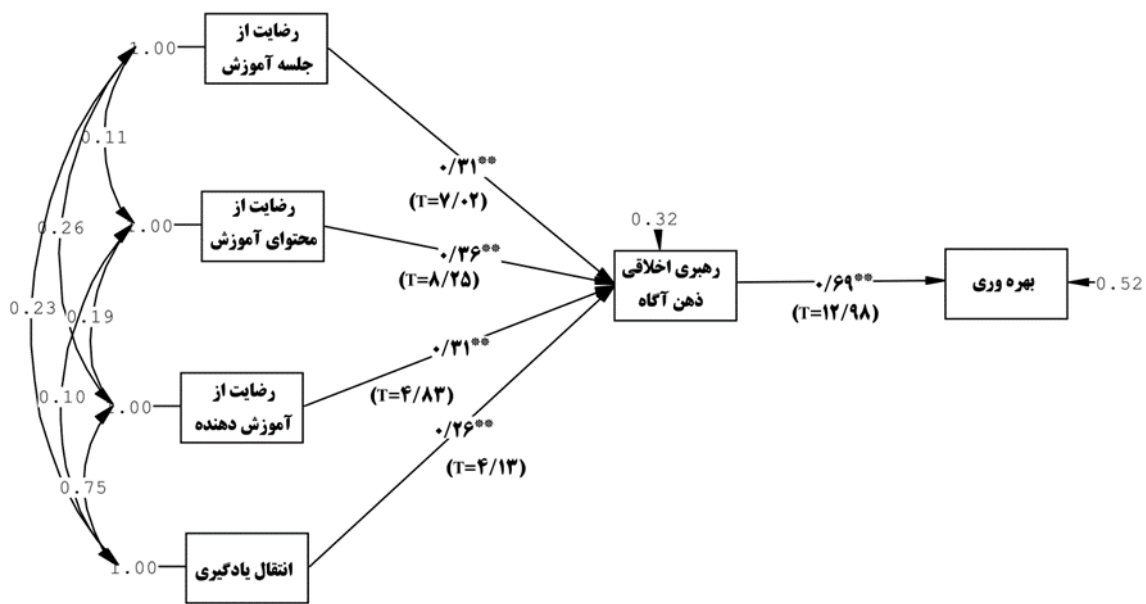 1.00
رضایت از
جلسه آموزش
0.11
۰/۳۱**
(T=۷/۰۲)
1.00
رضایت از
محتوای آموزش
0.26
۰/۳۶**
(T=۸/۲۵)
0.32
رهبری اخلاقی
ذهن آگاه
۰/۶۹**
(T=۱۲/۹۸)
بهره وری
0.52
0.23
0.19
۰/۳۱**
(T=۴/۸۳)
1.00
رضایت از
آموزش دهنده
0.10
۰/۲۶**
(T=۴/۱۳)
0.75
1.00
انتقال یادگیری